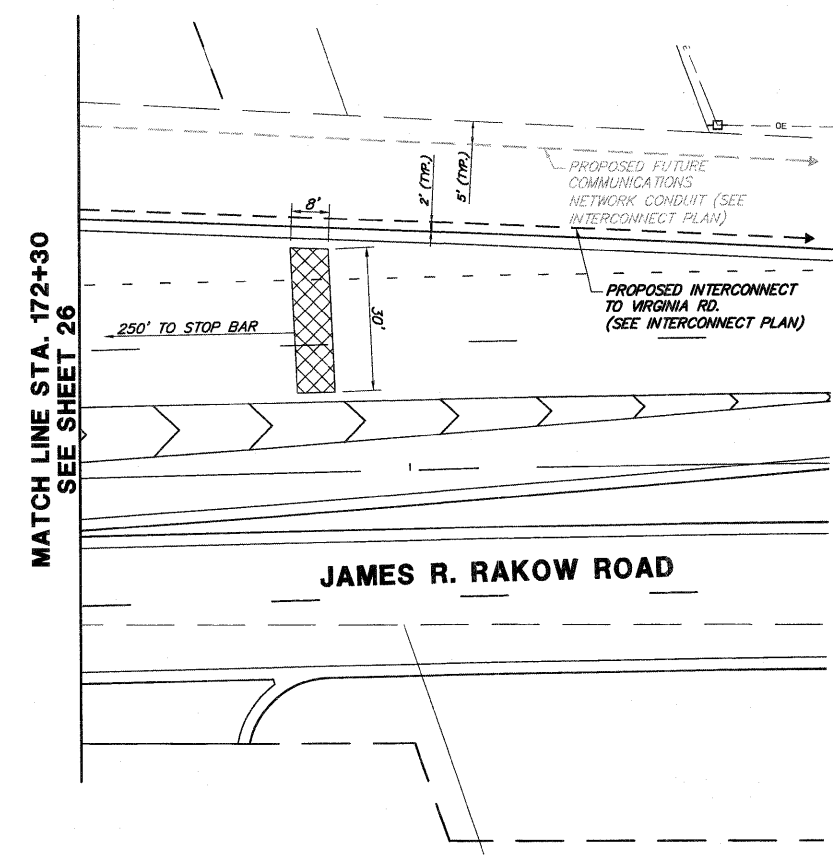 OE
PROPOSED FUTURE
COMMUNICATIONS
NETWORK CONDUIT (SEE
INTERCONNECT PLAN)
2' (TYP.)
5' (TYP.)
8'
PROPOSED INTERCONNECT
TO VIRGINIA RD.
(SEE INTERCONNECT PLAN)
30'
250' TO STOP BAR
MATCH LINE STA. 172+30
SEE SHEET 26
JAMES R. RAKOW ROAD